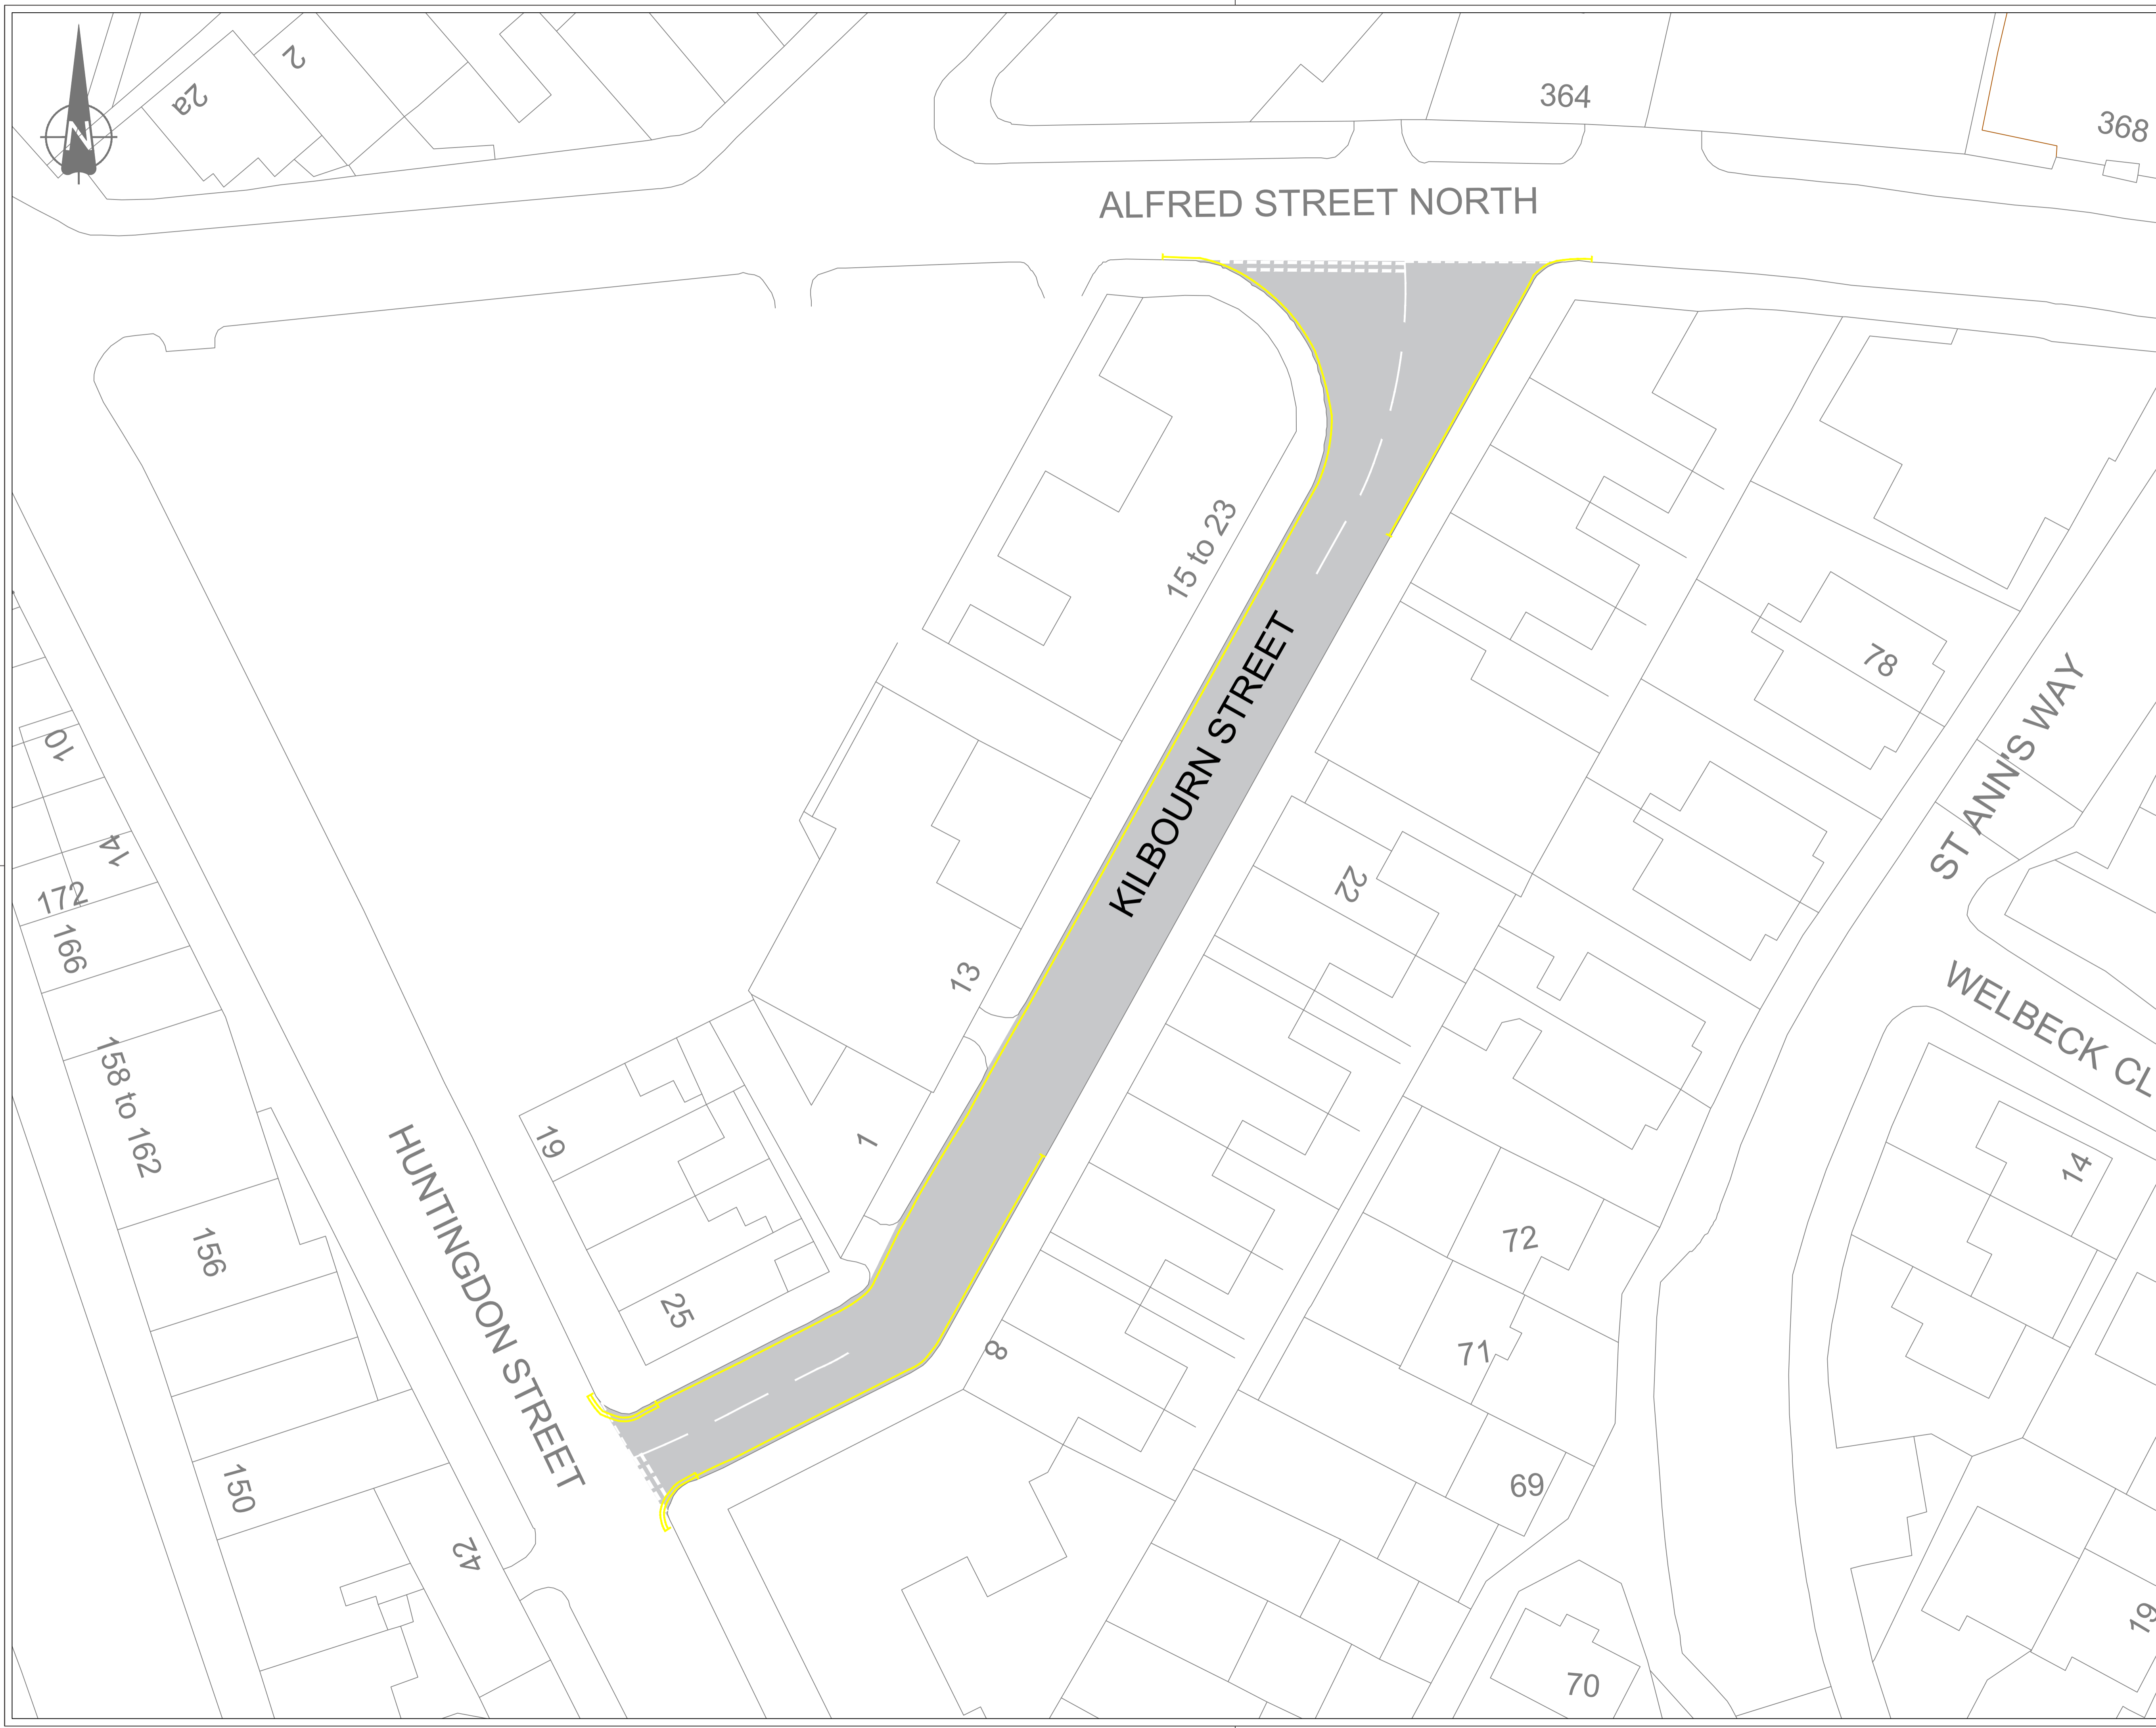 2
2a
N
364
368
ALFRED STREET NORTH
15 to 23
KILBOURN STREET
78
ST ANN'S WAY
10
14
172
166
22
13
WELBECK CL
158 to 162
19
1
HUNTINGDON STREET
14
156
72
25
8
71
150
69
42
19
70